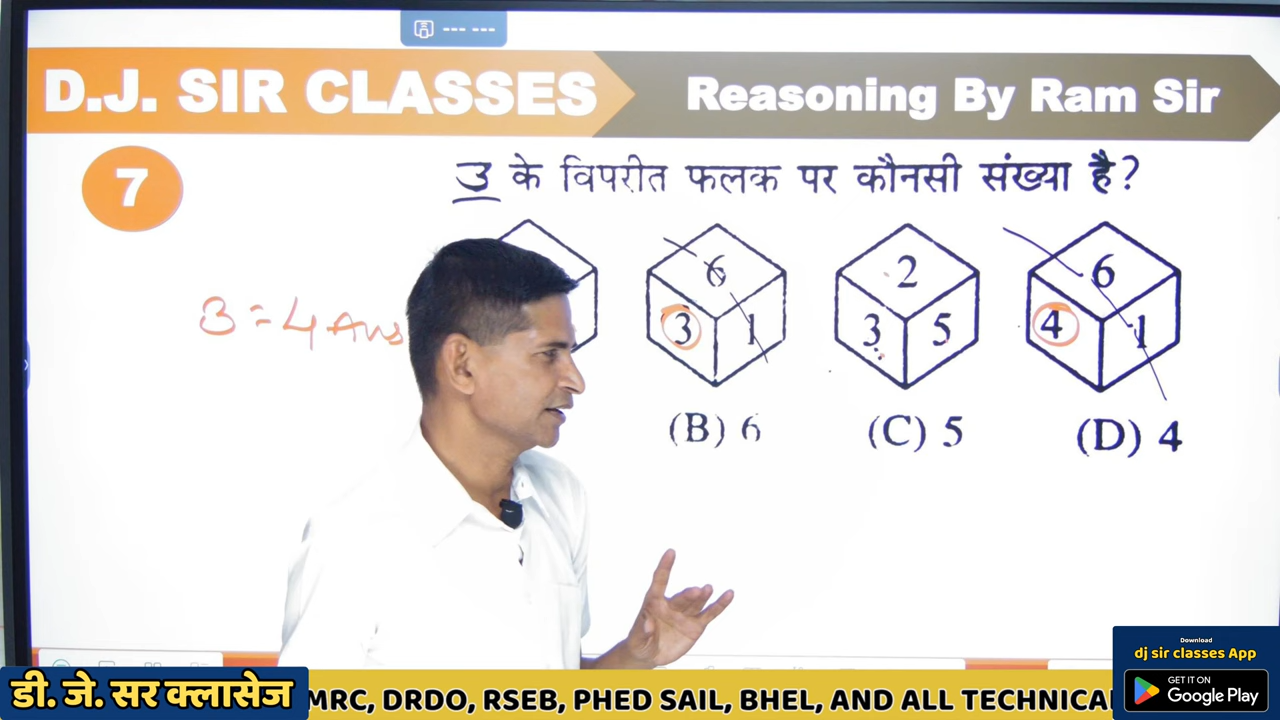 D.J. SIR CLASSES
Reasoning By Ram Sir
7
3 के विपरीत फलक पर कौनसी संख्या है?
6 3 1
2 3 5
6 4 1
3 = 4 Ans
(B) 6
(C) 5
(D) 4
डी. जे. सर क्लासेज
MRC, DRDO, RSEB, PHED SAIL, BHEL, AND ALL TECHNICA
Download
dj sir classes App
GET IT ON
Google Play